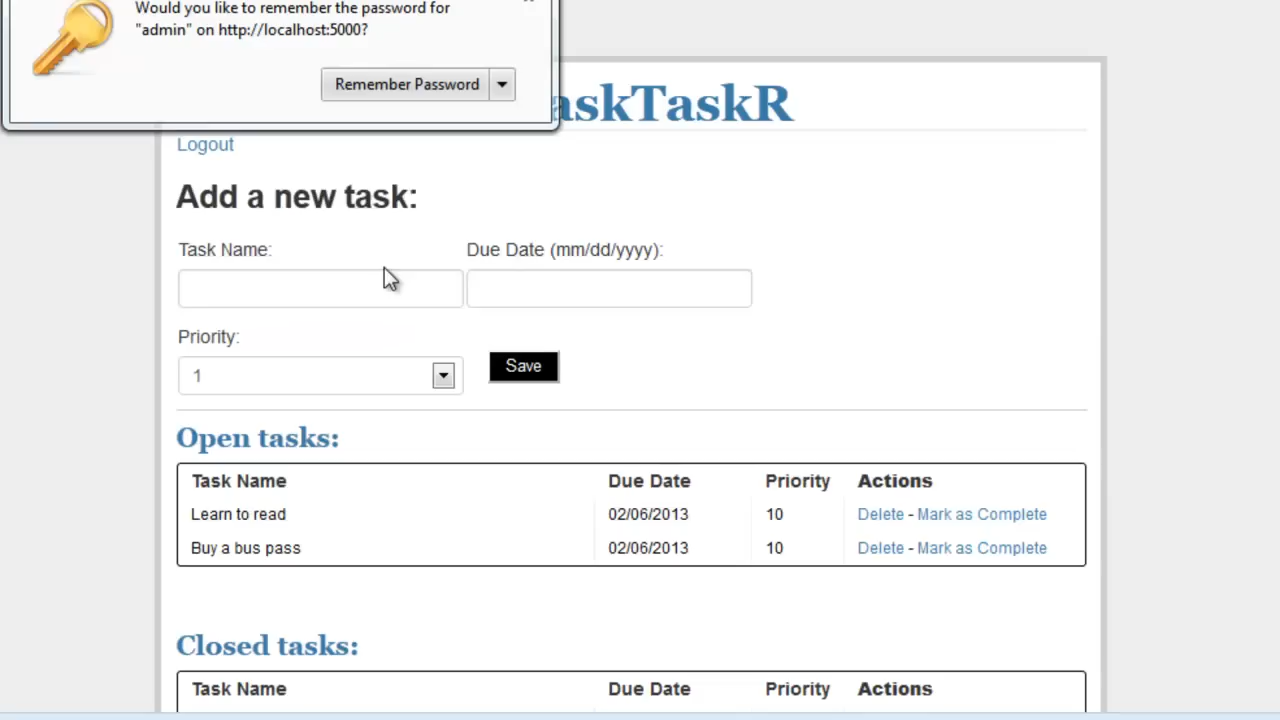 Would you like to remember the password for
"admin" on http://localhost:5000?
Remember Password
askTaskR
Logout
Add a new task:
Task Name: Due Date (mm/dd/yyyy):
Priority:
1
Save
Open tasks:
Task Name Due Date Priority Actions
Learn to read 02/06/2013 10 Delete - Mark as Complete
Buy a bus pass 02/06/2013 10 Delete - Mark as Complete
Closed tasks:
Task Name Due Date Priority Actions